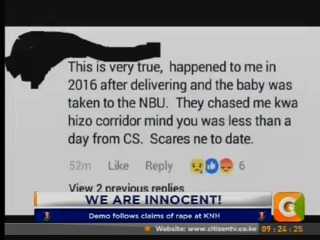 This is very true, happened to me in
2016 after delivering and the baby was
taken to the NBU. They chased me kwa
hizo corridor mind you was less than a
day from CS. Scares ne to date.
52m Like Reply 6
View 2 previous replies
WE ARE INNOCENT!
Demo follows claims of rape at KNH
Website: www.citizentv.co.ke
09:24:25